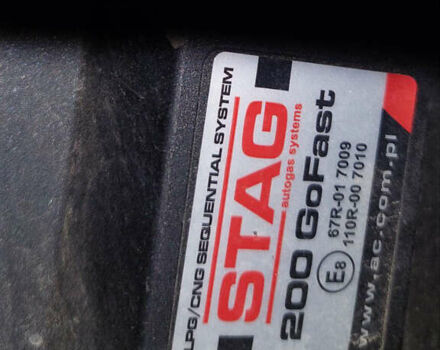 LPG/CNG SEQUENTIAL SYSTEM
STAG
autogas systems
200 GoFast
E8
67R-01 7009
110R-00 7010
www.ac.com.pl